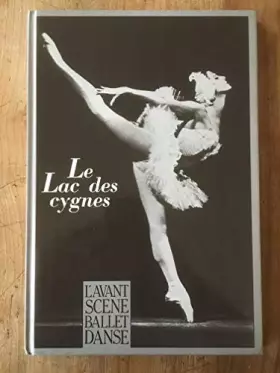 Le
Lac des
cygnes
L'AVANT
SCÈNE
BALLET
DANSE